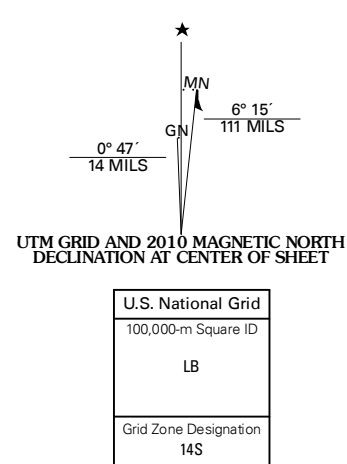 ★
MN
GN
6° 15´
111 MILS
0° 47´
14 MILS
UTM GRID AND 2010 MAGNETIC NORTH
DECLINATION AT CENTER OF SHEET
U.S. National Grid
100,000-m Square ID
LB
Grid Zone Designation
14S